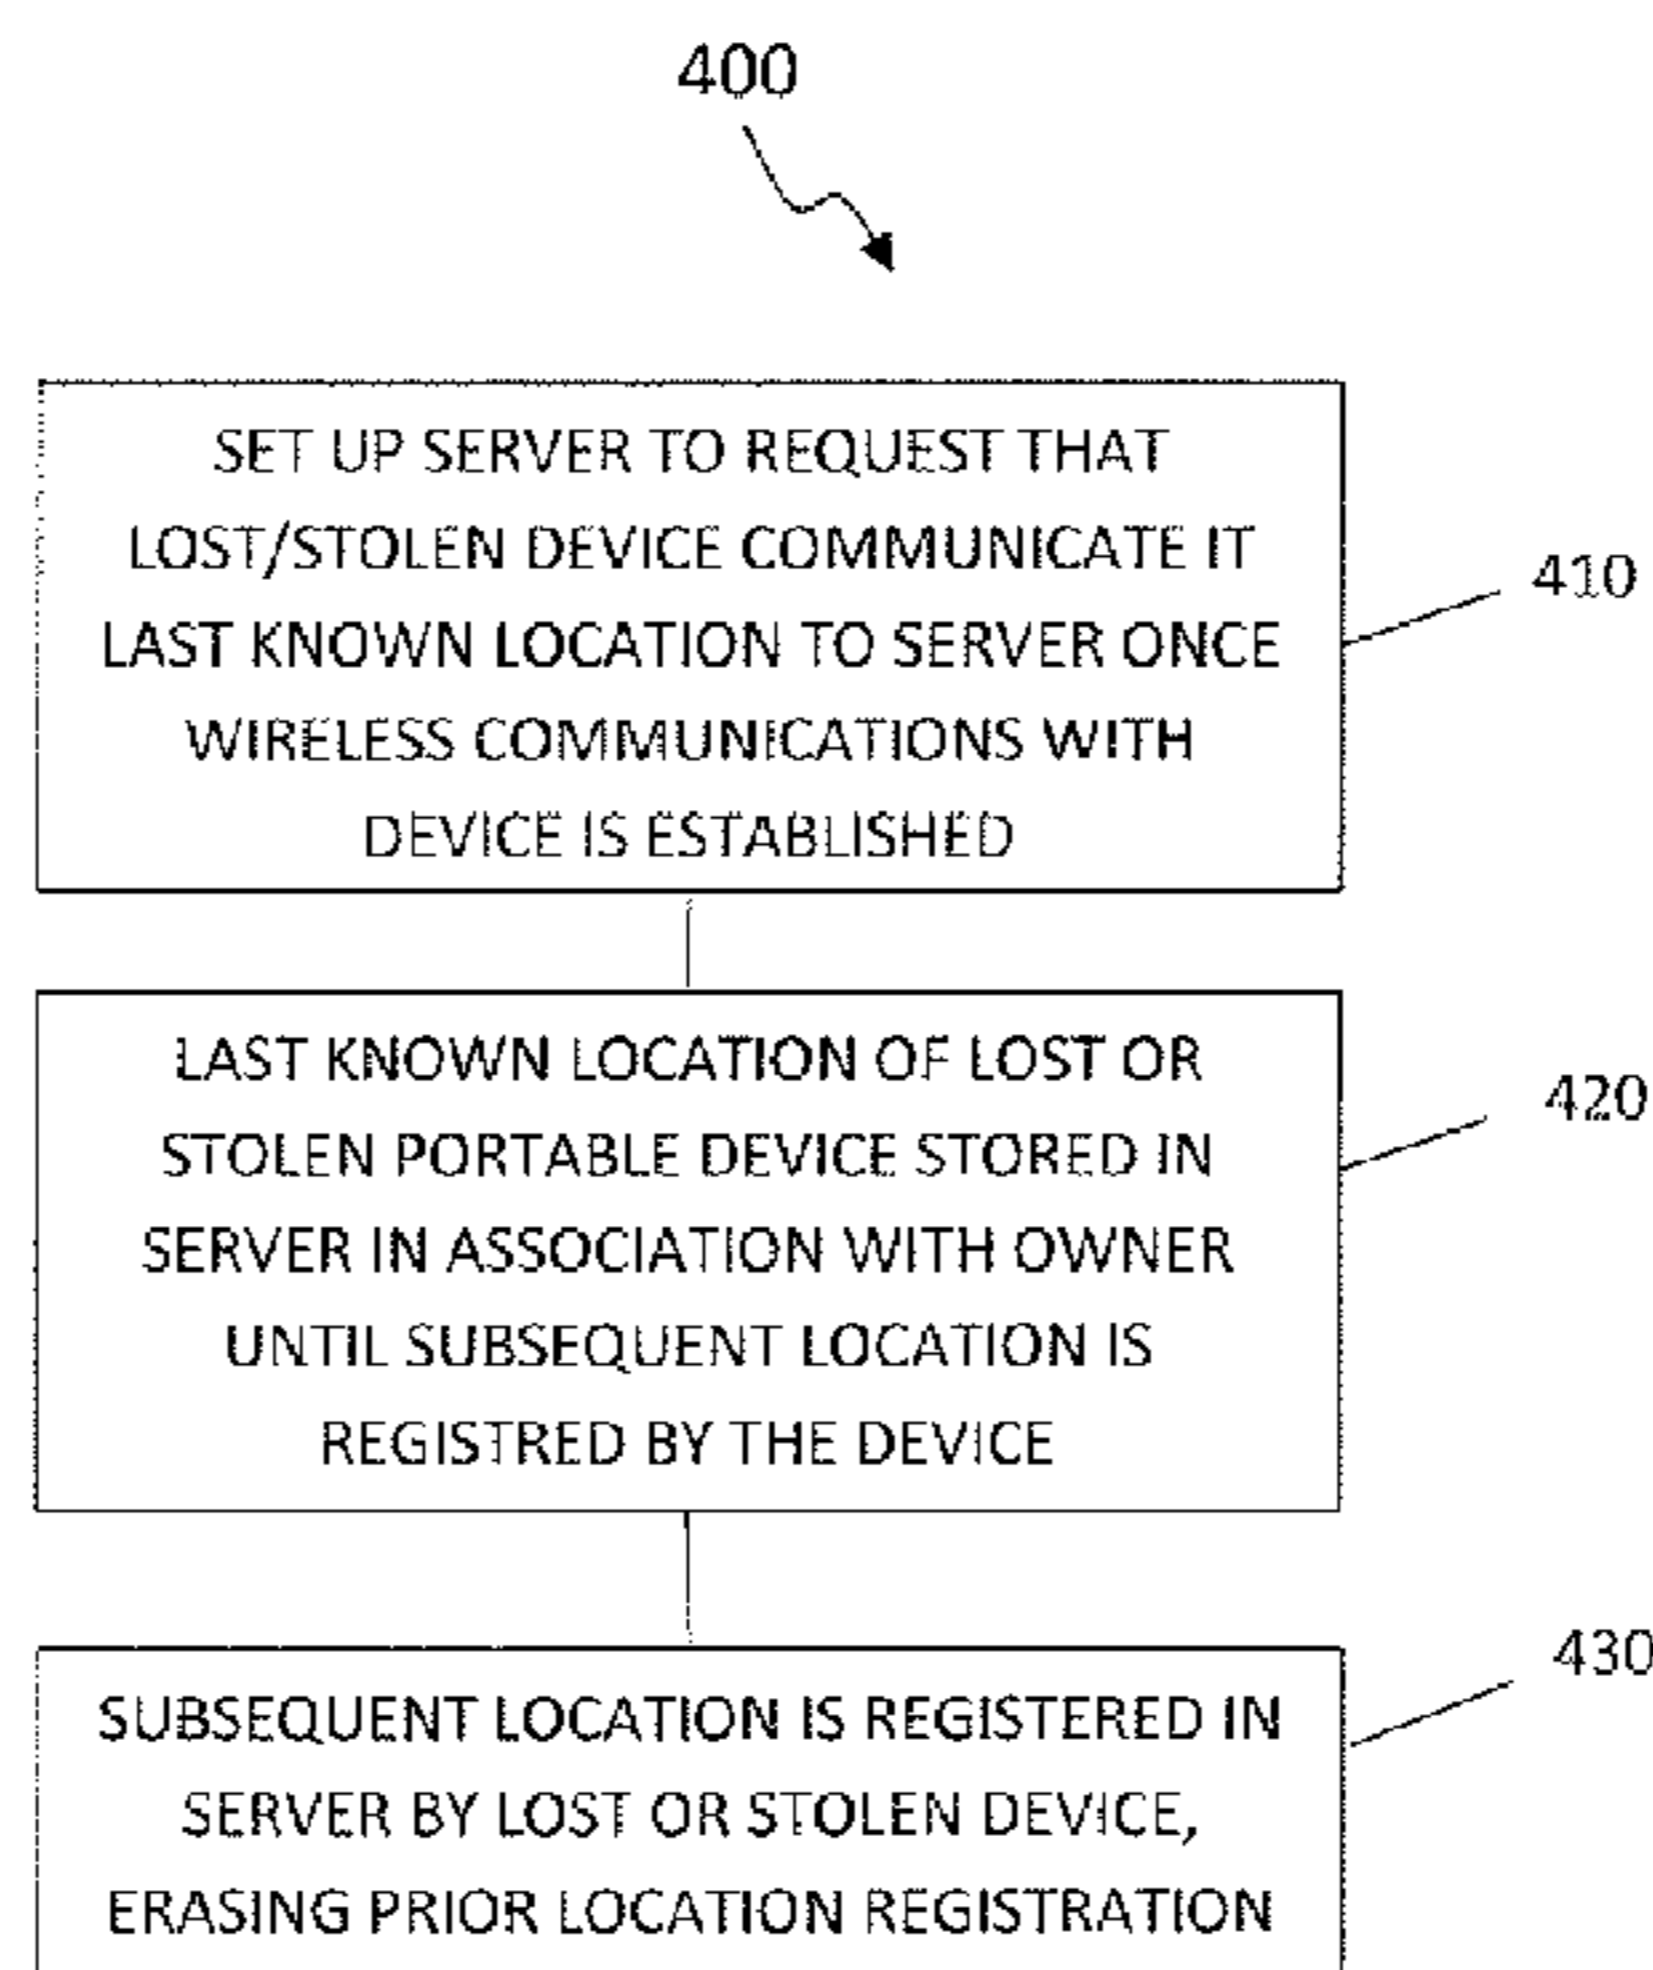 400
SET UP SERVER TO REQUEST THAT
LOST/STOLEN DEVICE COMMUNICATE IT
LAST KNOWN LOCATION TO SERVER ONCE
WIRELESS COMMUNICATIONS WITH
DEVICE IS ESTABLISHED
410
LAST KNOWN LOCATION OF LOST OR
STOLEN PORTABLE DEVICE STORED IN
SERVER IN ASSOCIATION WITH OWNER
UNTIL SUBSEQUENT LOCATION IS
REGISTRED BY THE DEVICE
420
SUBSEQUENT LOCATION IS REGISTERED IN
SERVER BY LOST OR STOLEN DEVICE,
ERASING PRIOR LOCATION REGISTRATION
430